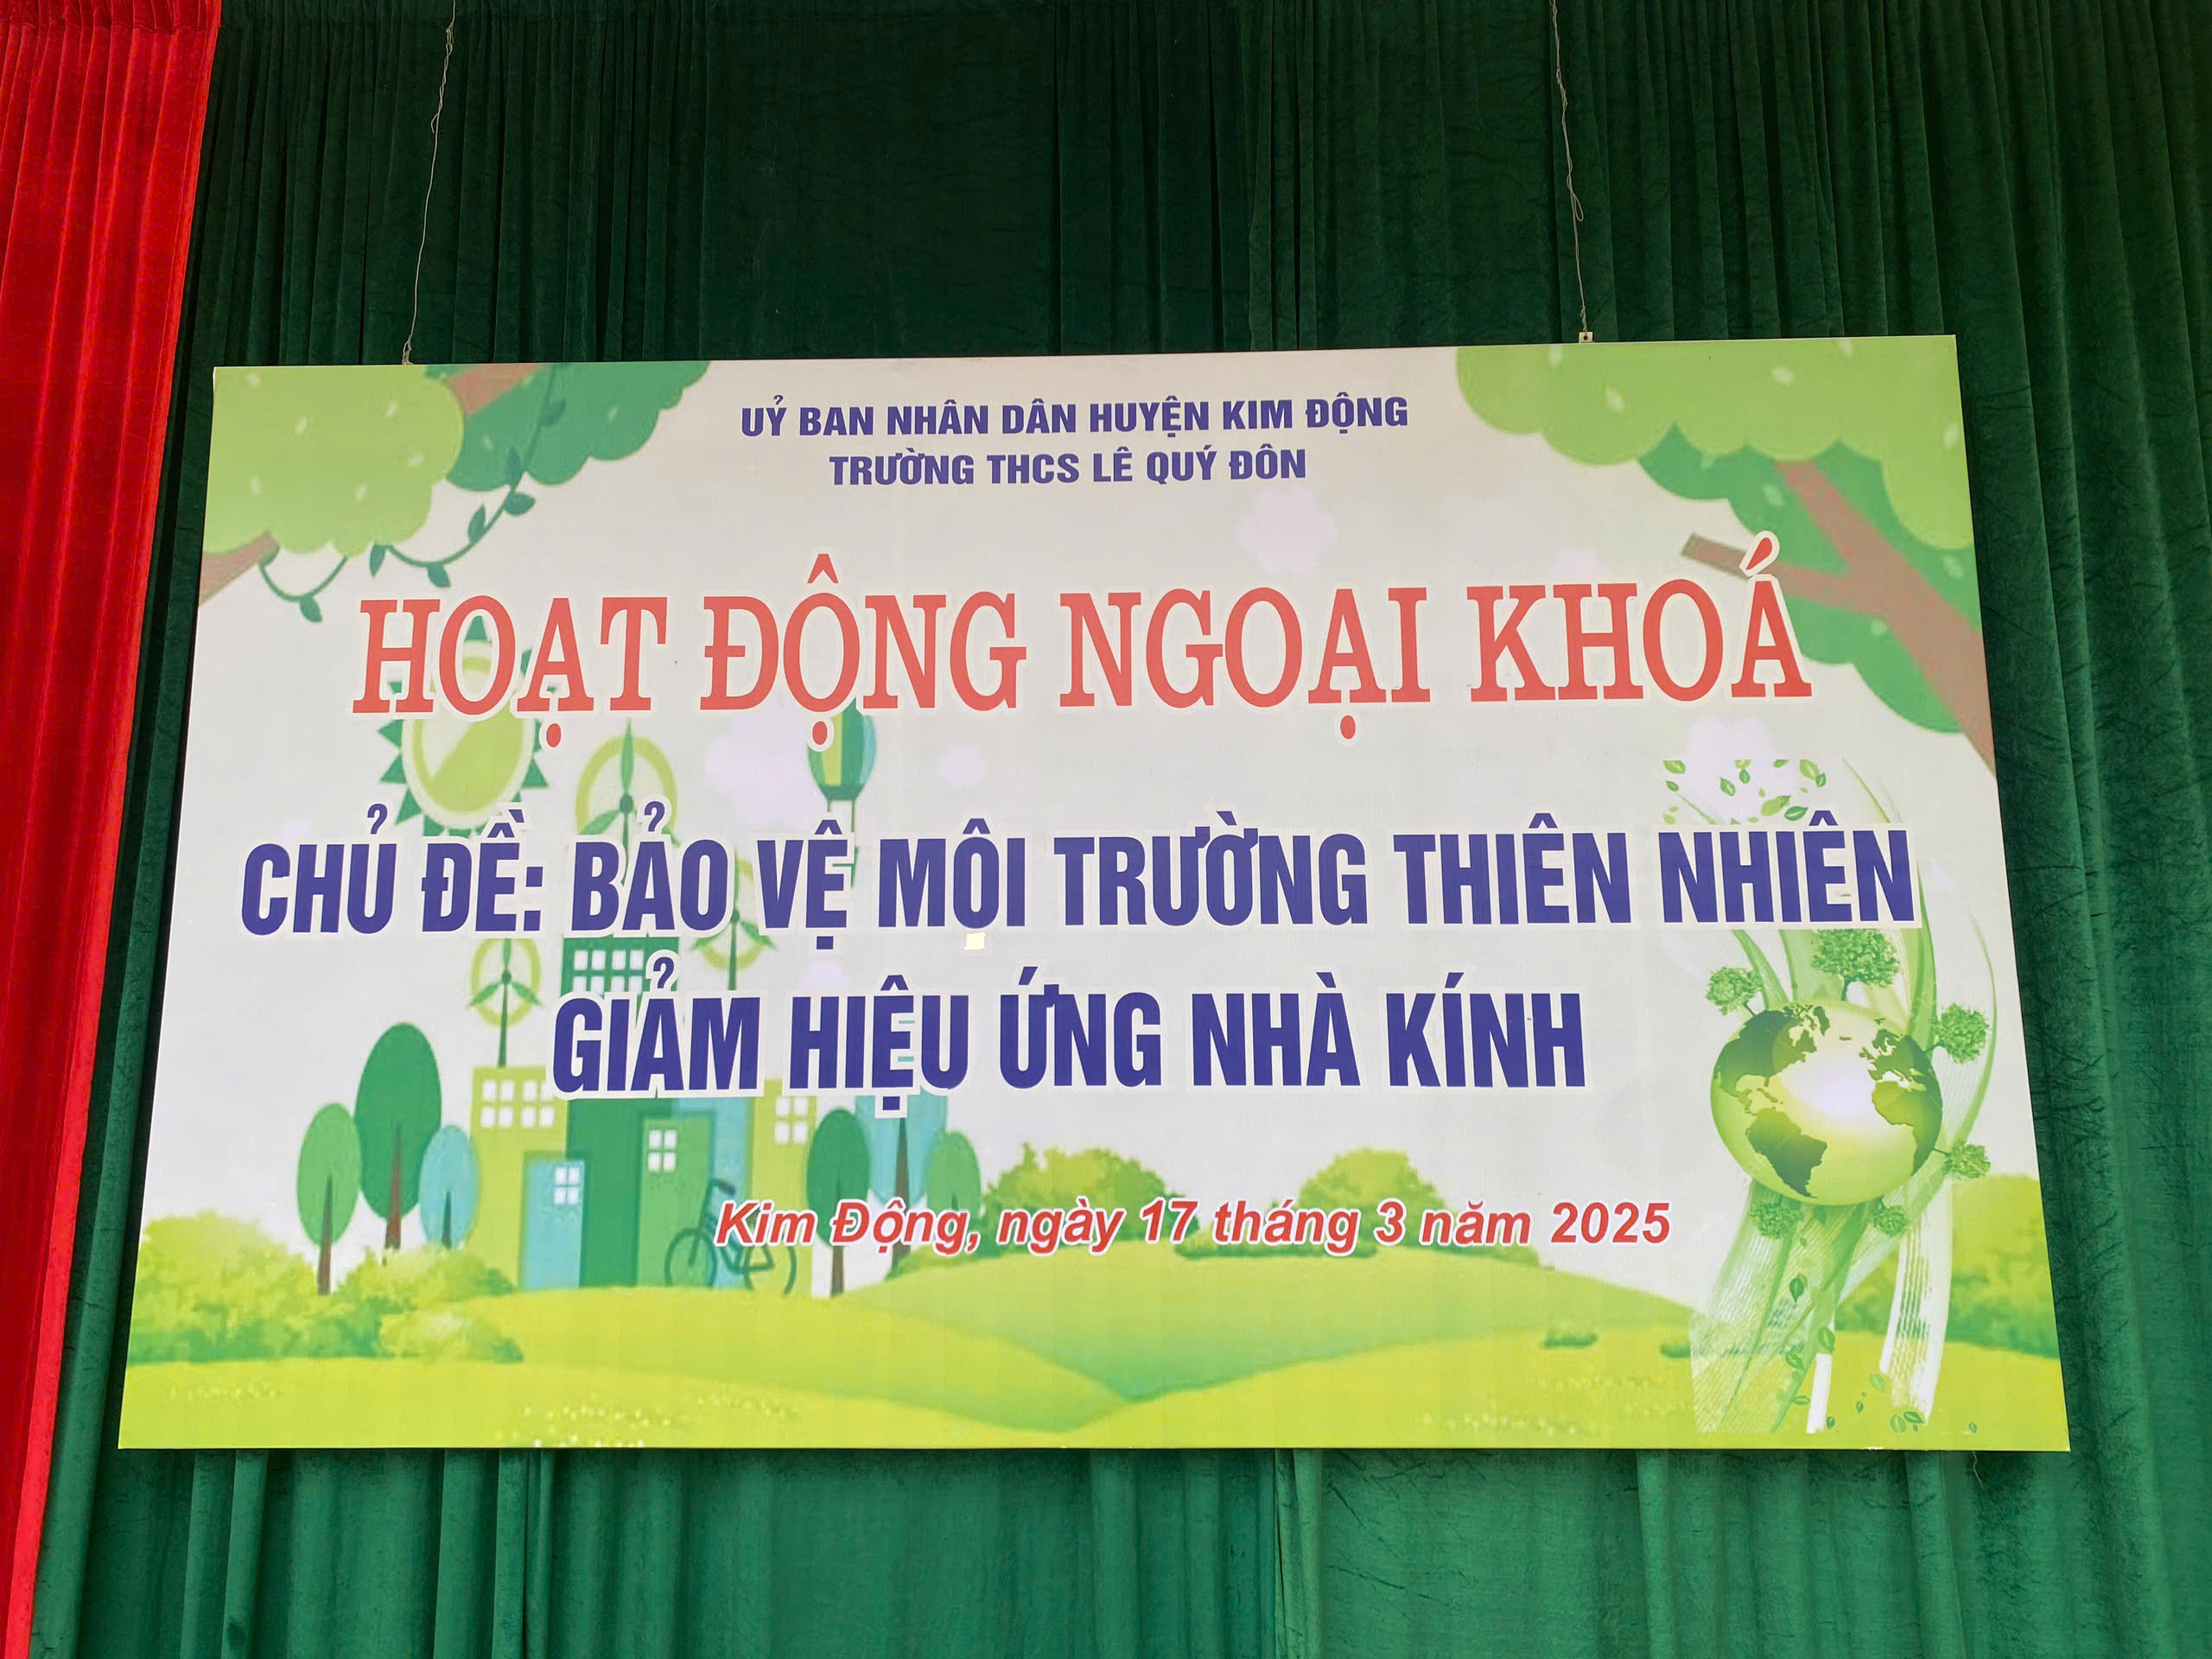 UỶ BAN NHÂN DÂN HUYỆN KIM ĐỘNG
TRƯỜNG THCS LÊ QUÝ ĐÔN
HOẠT ĐỘNG NGOẠI KHOÁ
CHỦ ĐỀ: BẢO VỆ MÔI TRƯỜNG THIÊN NHIÊN
GIẢM HIỆU ỨNG NHÀ KÍNH
Kim Động, ngày 17 tháng 3 năm 2025